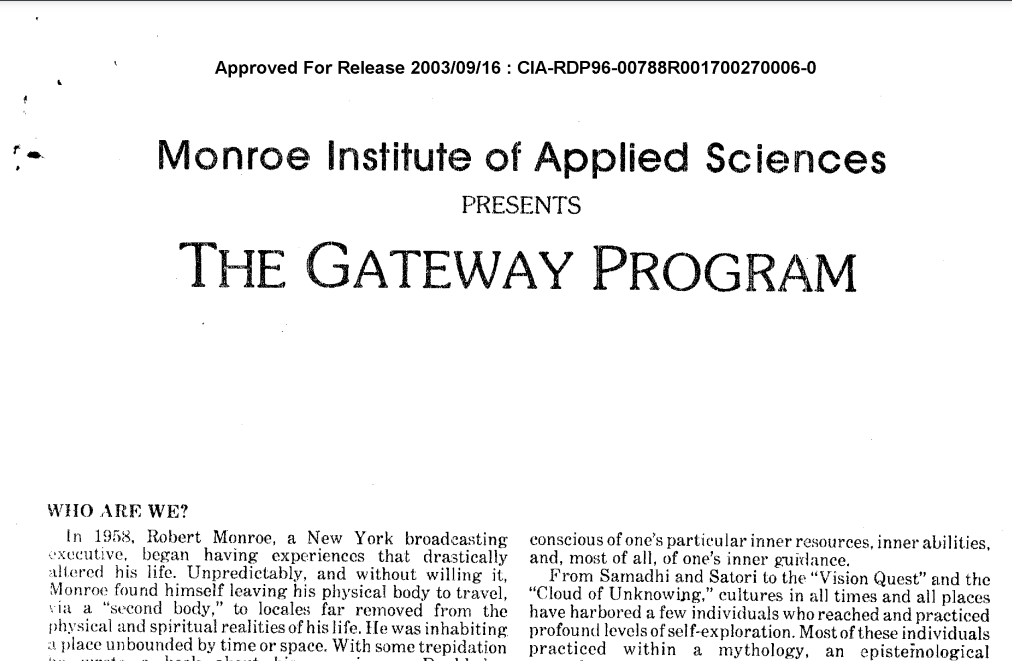 Approved For Release 2003/09/16 : CIA-RDP96-00788R001700270006-0
Monroe Institute of Applied Sciences
PRESENTS
THE GATEWAY PROGRAM
WHO ARE WE?
In 1958, Robert Monroe, a New York broadcasting
executive, began having experiences that drastically
altered his life. Unpredictably, and without willing it,
Monroe found himself leaving his physical body to travel,
via a "second body," to locales far removed from the
physical and spiritual realities of his life. He was inhabiting
a place unbounded by time or space. With some trepidation
conscious of one's particular inner resources, inner abilities,
and, most of all, of one's inner guidance.
From Samadhi and Satori to the "Vision Quest" and the
"Cloud of Unknowing," cultures in all times and all places
have harbored a few individuals who reached and practiced
profound levels of self-exploration. Most of these individuals
practiced within a mythology, an epistemological